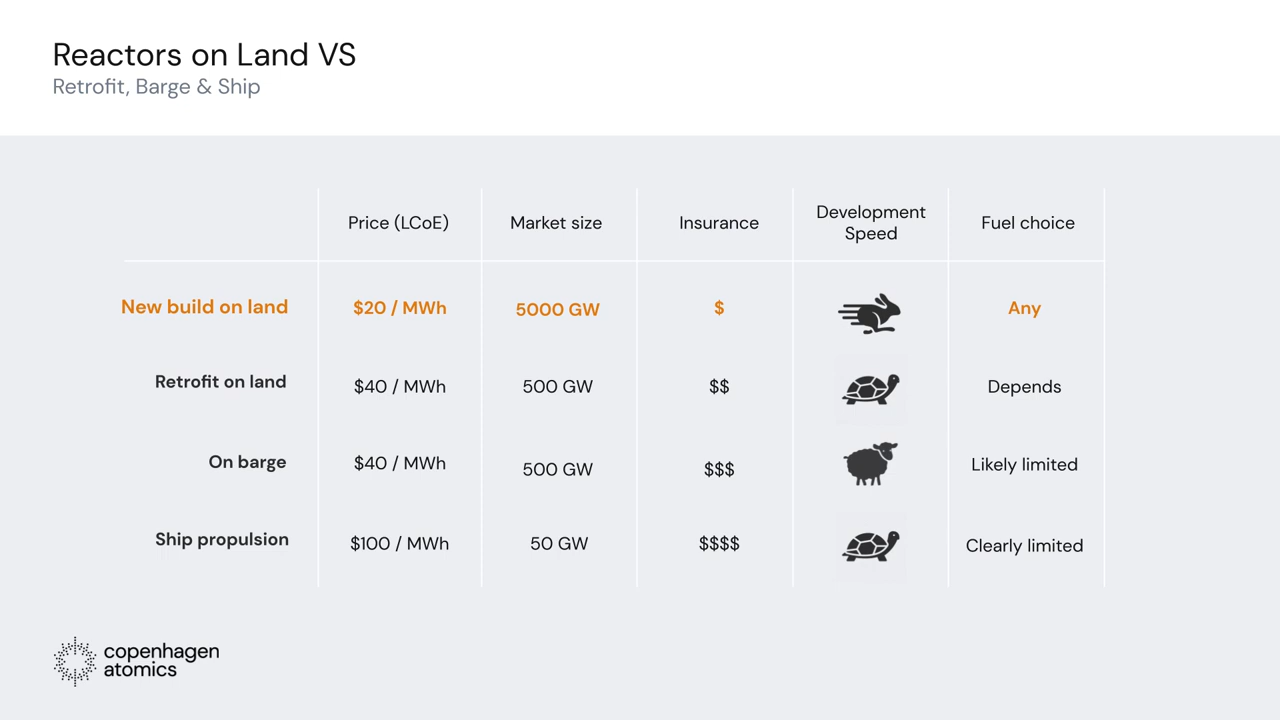 Reactors on Land VS
Retrofit, Barge & Ship
Price (LCoE) Market size Insurance Development Speed Fuel choice
New build on land $20 / MWh 5000 GW $ Any
Retrofit on land $40 / MWh 500 GW $$ Depends
On barge $40 / MWh 500 GW $$$ Likely limited
Ship propulsion $100 / MWh 50 GW $$$$ Clearly limited
copenhagen
atomics